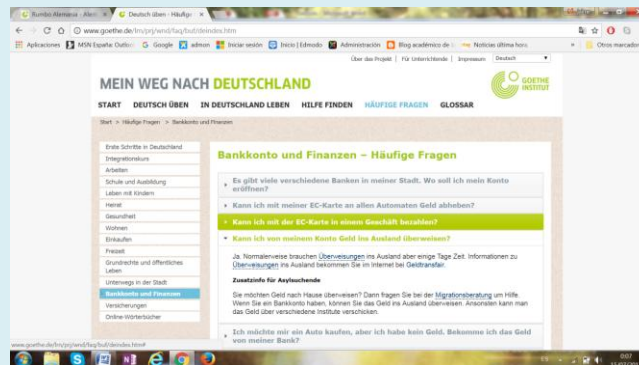 Rumbo Alemania - Alem
Deutsch üben - Häufige
www.goethe.de/lrn/prj/wnd/faq/buf/deindex.htm
Aplicaciones
MSN España: Outloo
Google
admon
Iniciar sesión
Inicio | Edmodo
Administración
Blog académico de
Noticias última hora
Otros marcadores
Über das Projekt | Für Unterrichtende | Impressum
Deutsch
MEIN WEG NACH DEUTSCHLAND
GOETHE
INSTITUT
START DEUTSCH ÜBEN IN DEUTSCHLAND LEBEN HILFE FINDEN HÄUFIGE FRAGEN GLOSSAR
Start > Häufige Fragen > Bankkonto und Finanzen
Erste Schritte in Deutschland
Integrationskurs
Arbeiten
Schule und Ausbildung
Leben mit Kindern
Heirat
Gesundheit
Wohnen
Einkaufen
Freizeit
Grundrechte und öffentliches
Leben
Unterwegs in der Stadt
Bankkonto und Finanzen
Versicherungen
Online-Wörterbücher
Bankkonto und Finanzen – Häufige Fragen
Es gibt viele verschiedene Banken in meiner Stadt. Wo soll ich mein Konto
eröffnen?
Kann ich mit meiner EC-Karte an allen Automaten Geld abheben?
Kann ich mit der EC-Karte in einem Geschäft bezahlen?
Kann ich von meinem Konto Geld ins Ausland überweisen?
Ja. Normalerweise brauchen Überweisungen ins Ausland aber einige Tage Zeit. Informationen zu
Überweisungen ins Ausland bekommen Sie im Internet bei Geldtransfair.
Zusatzinfo für Asylsuchende
Sie möchten Geld nach Hause überweisen? Dann fragen Sie bei der Migrationsberatung um Hilfe.
Wenn Sie ein Bankkonto haben, können Sie das Geld ins Ausland überweisen. Ansonsten kann man
das Geld über verschiedene Institute verschicken.
Ich möchte mir ein Auto kaufen, aber ich habe kein Geld. Bekomme ich das Geld
von meiner Bank?
www.goethe.de/lrn/prj/wnd/faq/buf/deindex.htm#
ES
0:07